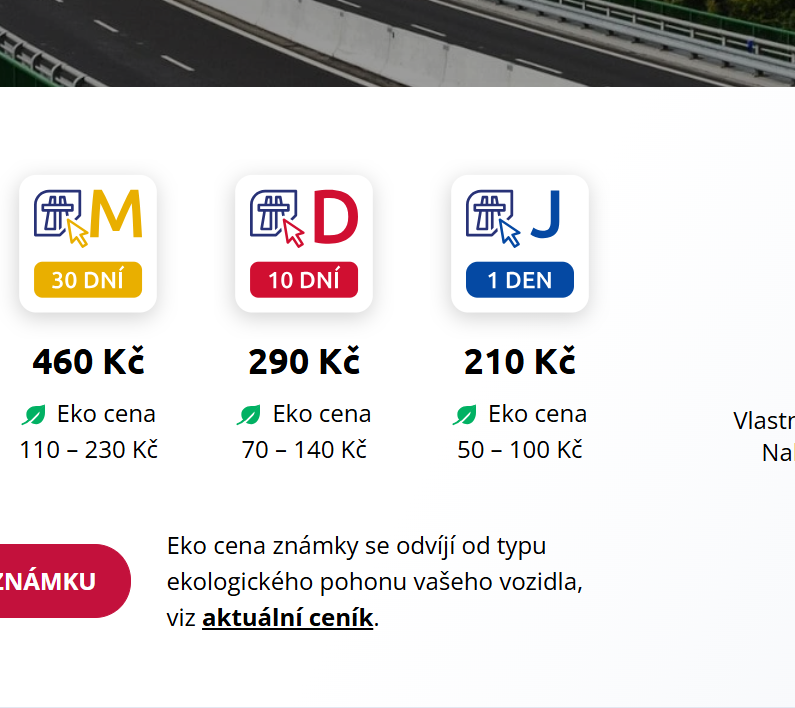 M
30 DNÍ
460 Kč
Eko cena
110 – 230 Kč
D
10 DNÍ
290 Kč
Eko cena
70 – 140 Kč
J
1 DEN
210 Kč
Eko cena
50 – 100 Kč
ZNÁMKU
Eko cena známky se odvíjí od typu
ekologického pohonu vašeho vozidla,
viz aktuální ceník.